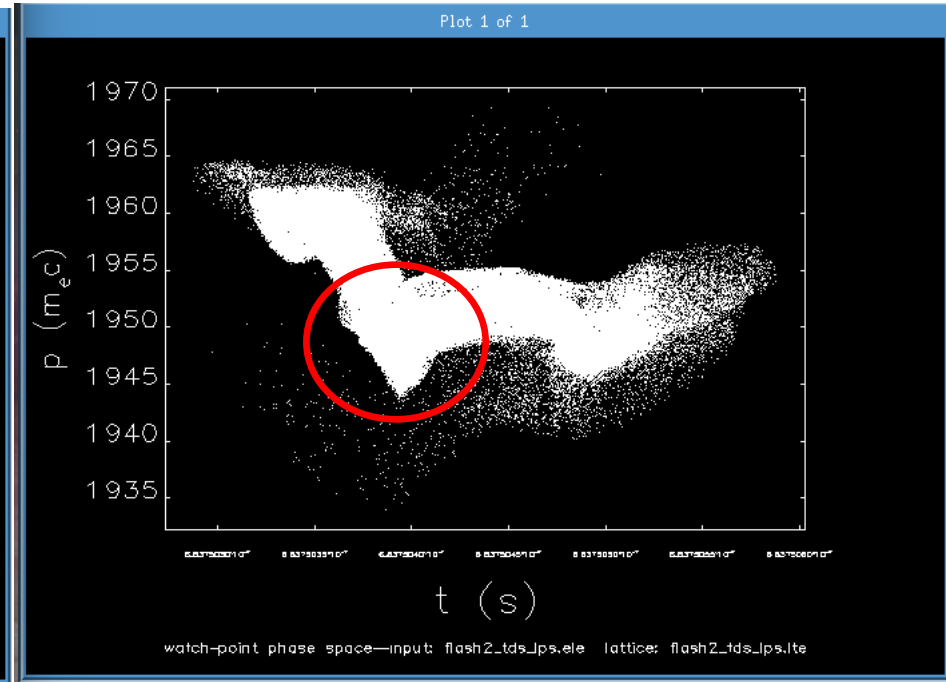 Plot 1 of 1
1970
1965
1960
1955
1950
1945
1940
1935
p (mₑc)
t (s)
watch-point phase space—input: flash2_tds_lps.ele lattice: flash2_tds_lps.lte